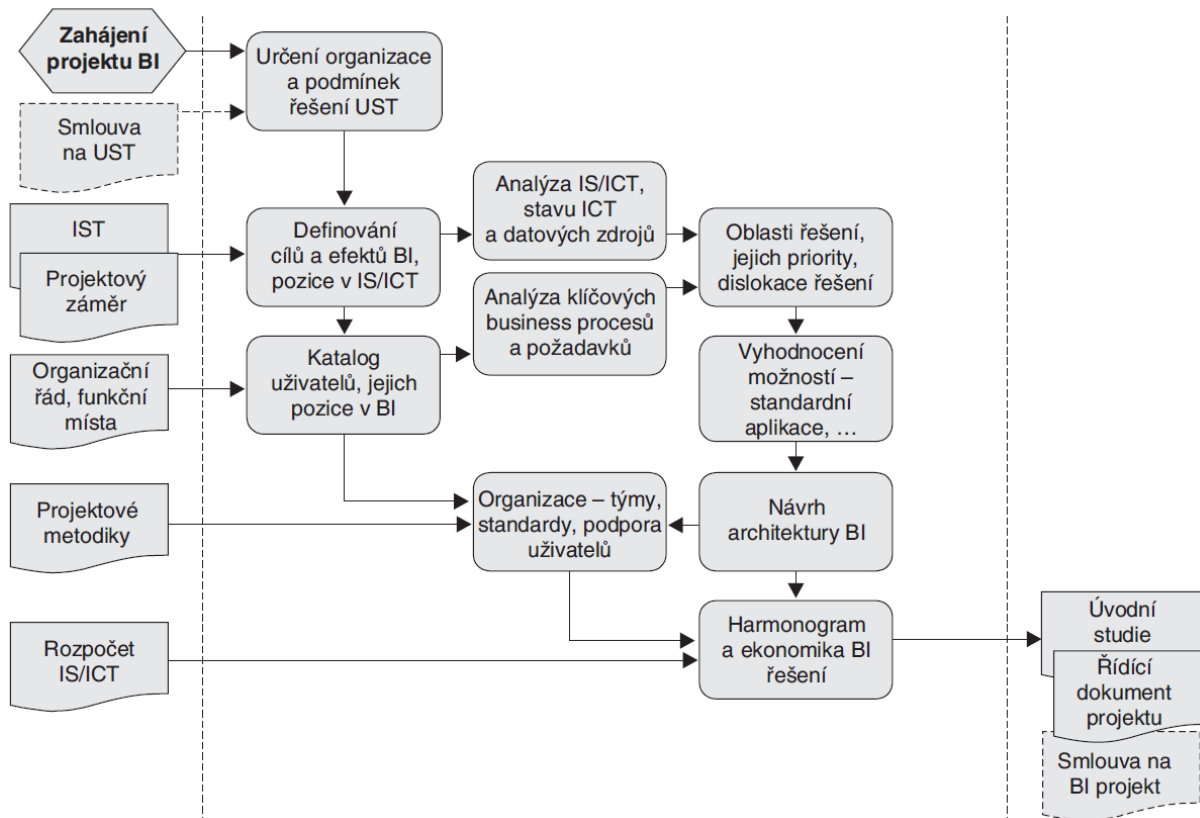 Zahájení
projektu BI
Smlouva
na UST
IST
Projektový
záměr
Organizační
řád, funkční
místa
Projektové
metodiky
Rozpočet
IS/ICT
Určení organizace
a podmínek
řešení UST
Definování
cílů a efektů BI,
pozice v IS/ICT
Katalog
uživatelů, jejich
pozice v BI
Analýza IS/ICT,
stavu ICT
a datových zdrojů
Analýza klíčových
business procesů
a požadavků
Organizace – týmy,
standardy, podpora
uživatelů
Oblasti řešení,
jejich priority,
dislokace řešení
Vyhodnocení
možností –
standardní
aplikace, …
Návrh
architektury BI
Harmonogram
a ekonomika BI
řešení
Úvodní
studie
Řídící
dokument
projektu
Smlouva na
BI projekt